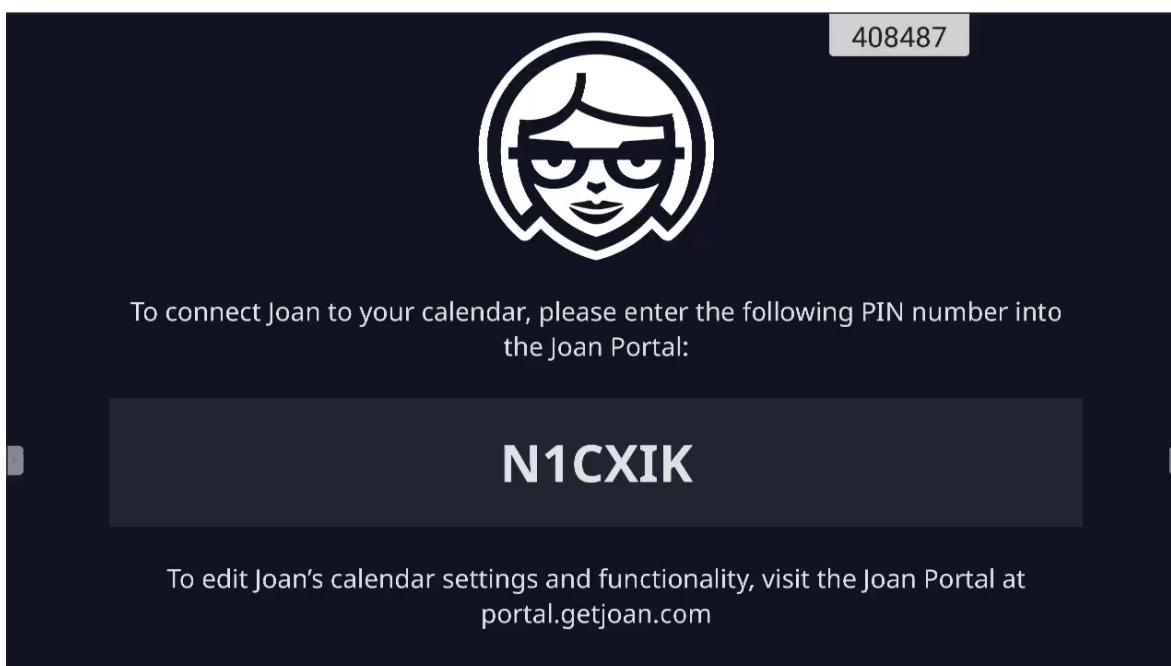 408487
To connect Joan to your calendar, please enter the following PIN number into
the Joan Portal:
N1CXIK
To edit Joan’s calendar settings and functionality, visit the Joan Portal at
portal.getjoan.com